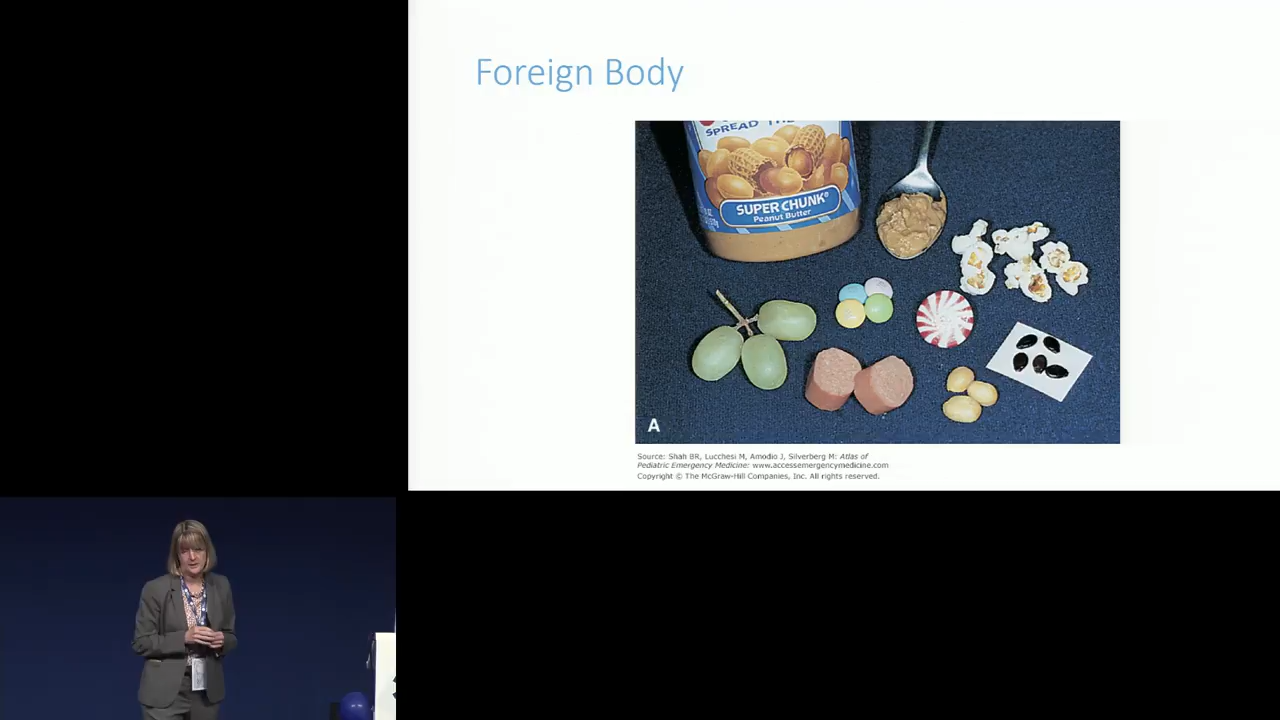 Foreign Body
SPREAD
SUPER CHUNK®
Peanut Butter
A
Source: Shah BR, Lucchesi M, Amodio J, Silverberg M: Atlas of
Pediatric Emergency Medicine: www.accessemergencymedicine.com
Copyright © The McGraw-Hill Companies, Inc. All rights reserved.